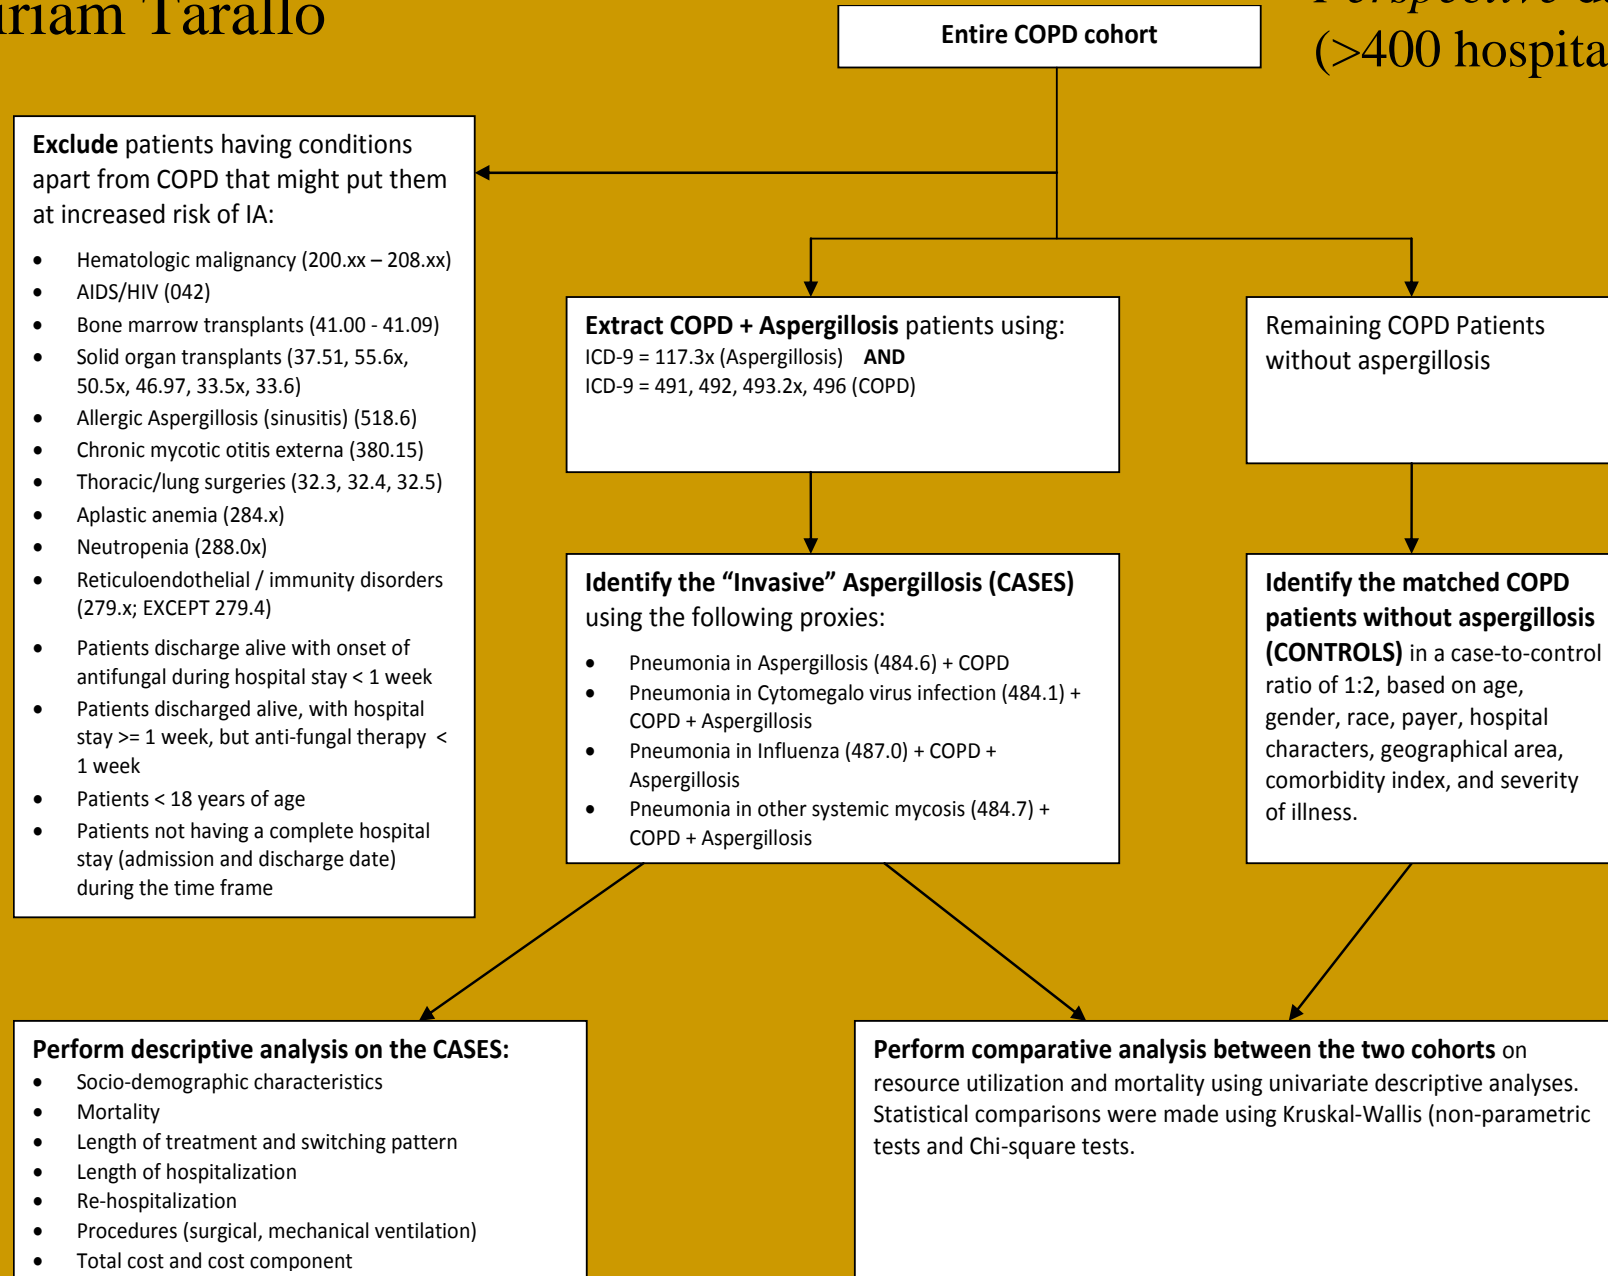 Miriam Tarallo
Perspective
(>400 hospita
Entire COPD cohort
Exclude patients having conditions
apart from COPD that might put them
at increased risk of IA:
• Hematologic malignancy (200.xx – 208.xx)
• AIDS/HIV (042)
• Bone marrow transplants (41.00 - 41.09)
• Solid organ transplants (37.51, 55.6x,
50.5x, 46.97, 33.5x, 33.6)
• Allergic Aspergillosis (sinusitis) (518.6)
• Chronic mycotic otitis externa (380.15)
• Thoracic/lung surgeries (32.3, 32.4, 32.5)
• Aplastic anemia (284.x)
• Neutropenia (288.0x)
• Reticuloendothelial / immunity disorders
(279.x; EXCEPT 279.4)
• Patients discharge alive with onset of
antifungal during hospital stay < 1 week
• Patients discharged alive, with hospital
stay >= 1 week, but anti-fungal therapy <
1 week
• Patients < 18 years of age
• Patients not having a complete hospital
stay (admission and discharge date)
during the time frame
Extract COPD + Aspergillosis patients using:
ICD-9 = 117.3x (Aspergillosis) AND
ICD-9 = 491, 492, 493.2x, 496 (COPD)
Remaining COPD Patients
without aspergillosis
Identify the “Invasive” Aspergillosis (CASES)
using the following proxies:
• Pneumonia in Aspergillosis (484.6) + COPD
• Pneumonia in Cytomegalo virus infection (484.1) +
COPD + Aspergillosis
• Pneumonia in Influenza (487.0) + COPD +
Aspergillosis
• Pneumonia in other systemic mycosis (484.7) +
COPD + Aspergillosis
Identify the matched COPD
patients without aspergillosis
(CONTROLS) in a case-to-control
ratio of 1:2, based on age,
gender, race, payer, hospital
characters, geographical area,
comorbidity index, and severity
of illness.
Perform descriptive analysis on the CASES:
• Socio-demographic characteristics
• Mortality
• Length of treatment and switching pattern
• Length of hospitalization
• Re-hospitalization
• Procedures (surgical, mechanical ventilation)
• Total cost and cost component
Perform comparative analysis between the two cohorts on
resource utilization and mortality using univariate descriptive analyses.
Statistical comparisons were made using Kruskal-Wallis (non-parametric
tests and Chi-square tests.